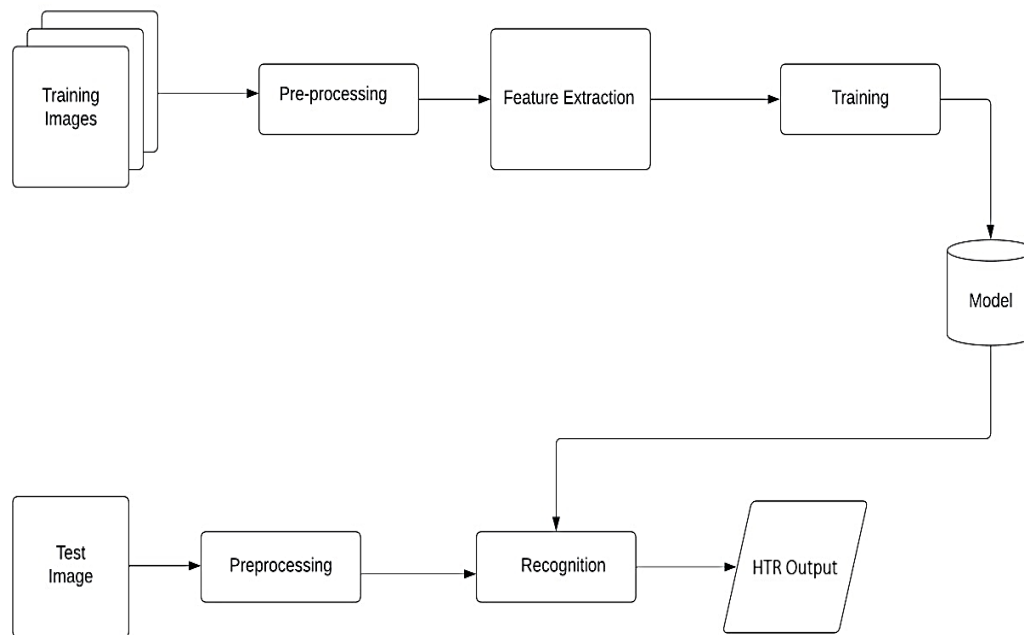 Training
Images
Pre-processing
Feature Extraction
Training
Model
Test
Image
Preprocessing
Recognition
HTR Output